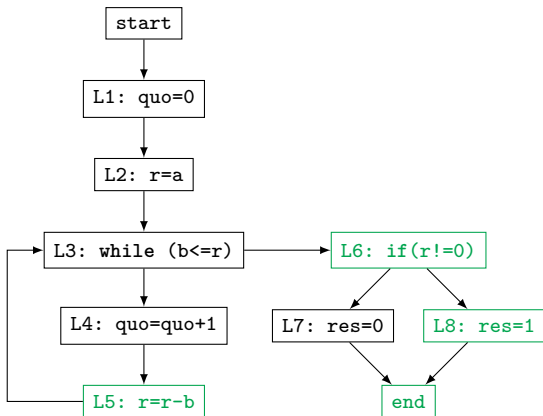 start
L1: quo=0
L2: r=a
L3: while (b<=r)
L6: if(r!=0)
L4: quo=quo+1
L7: res=0
L8: res=1
L5: r=r-b
end